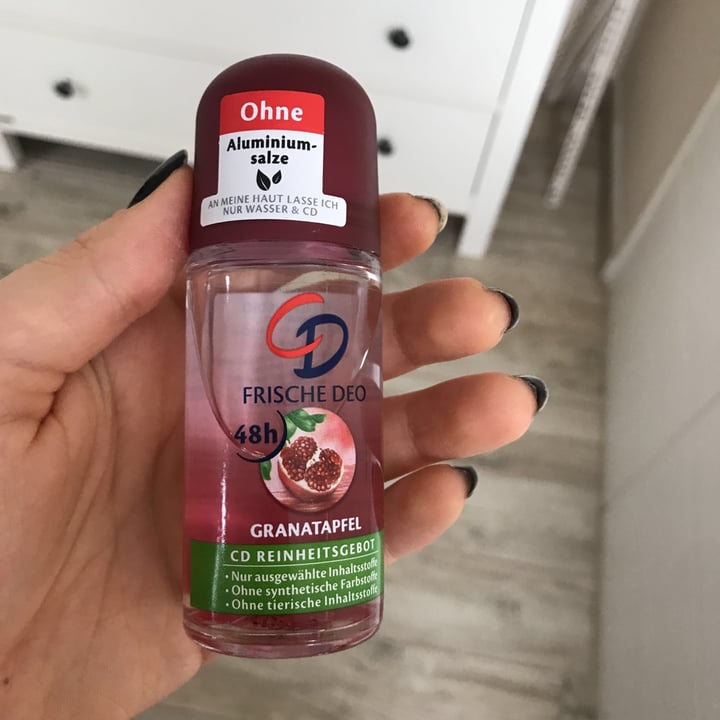 Ohne
Aluminium-
salze
AN MEINE HAUT LASSE ICH
NUR WASSER & CD
CD
FRISCHE DEO
48h
GRANATAPFEL
CD REINHEITSGEBOT
• Nur ausgewählte Inhaltsstoffe
• Ohne synthetische Farbstoffe
• Ohne tierische Inhaltsstoffe